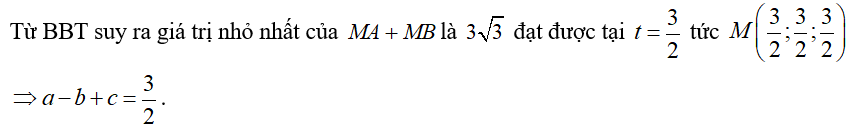 Từ BBT suy ra giá trị nhỏ nhất của MA + MB là 3√3 đạt được tại t = 3/2 tức M(3/2; 3/2; 3/2)
⇒ a − b + c = 3/2.